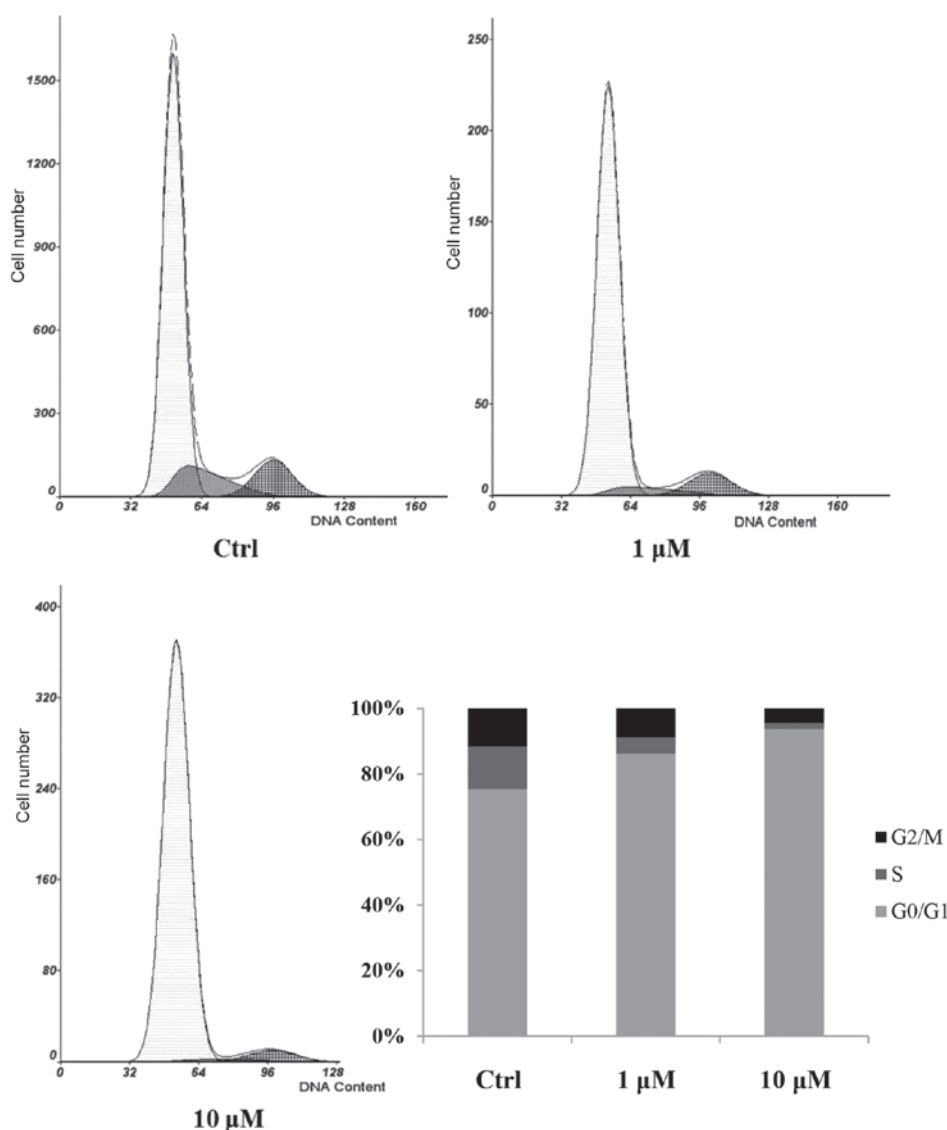 1500
1200
900
600
300
0
Cell number
0 32 64 96 128 160
DNA Content
Ctrl
250
200
150
100
50
0
Cell number
0 32 64 96 128 160
DNA Content
1 μM
400
320
240
160
80
0
Cell number
0 32 64 96 128
DNA Content
10 μM
100%
80%
60%
40%
20%
0%
Ctrl 1 μM 10 μM
G2/M
S
G0/G1